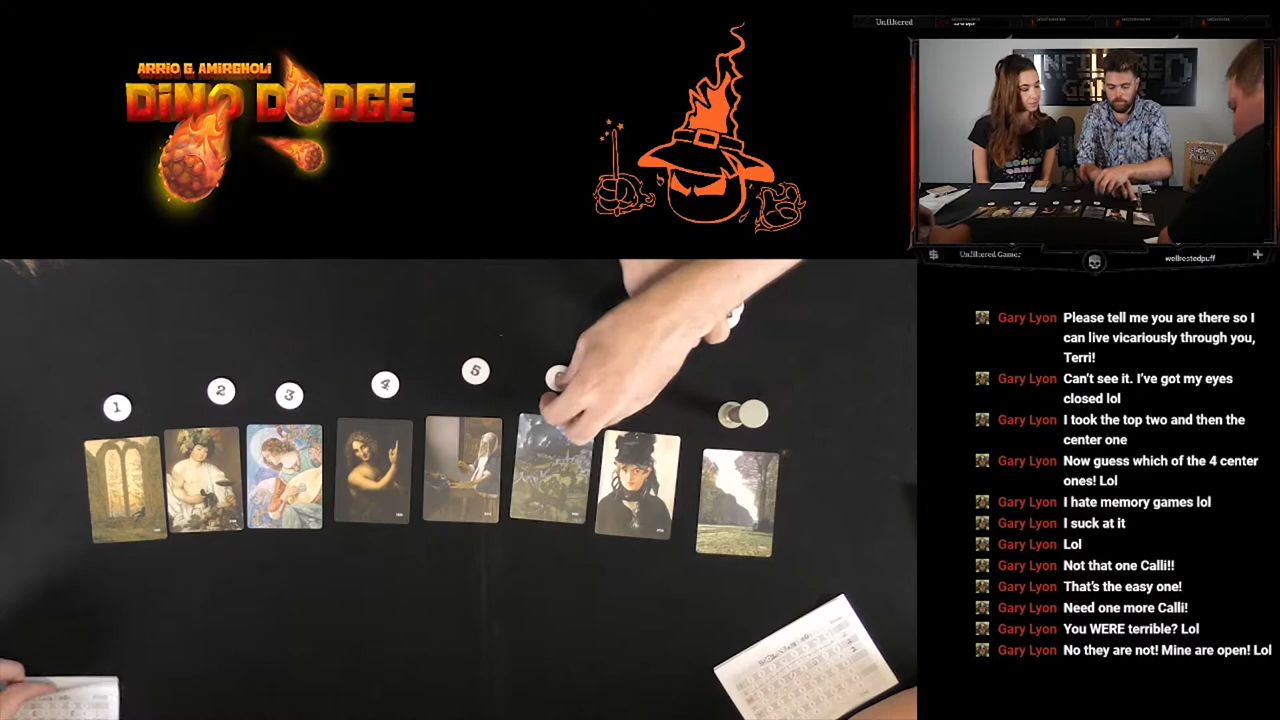 ARRIO G. AMIRGHOLI
DINO DODGE
Unfiltered
UNFILTERED
GAME
Unfiltered Gamer
wellrestedpuff
1
2
3
4
5
Gary Lyon Please tell me you are there so I
can live vicariously through you,
Terri!
Gary Lyon Can't see it. I've got my eyes
closed lol
Gary Lyon I took the top two and then the
center one
Gary Lyon Now guess which of the 4 center
ones! Lol
Gary Lyon I hate memory games lol
Gary Lyon I suck at it
Gary Lyon Lol
Gary Lyon Not that one Calli!!
Gary Lyon That's the easy one!
Gary Lyon Need one more Calli!
Gary Lyon You WERE terrible? Lol
Gary Lyon No they are not! Mine are open! Lol